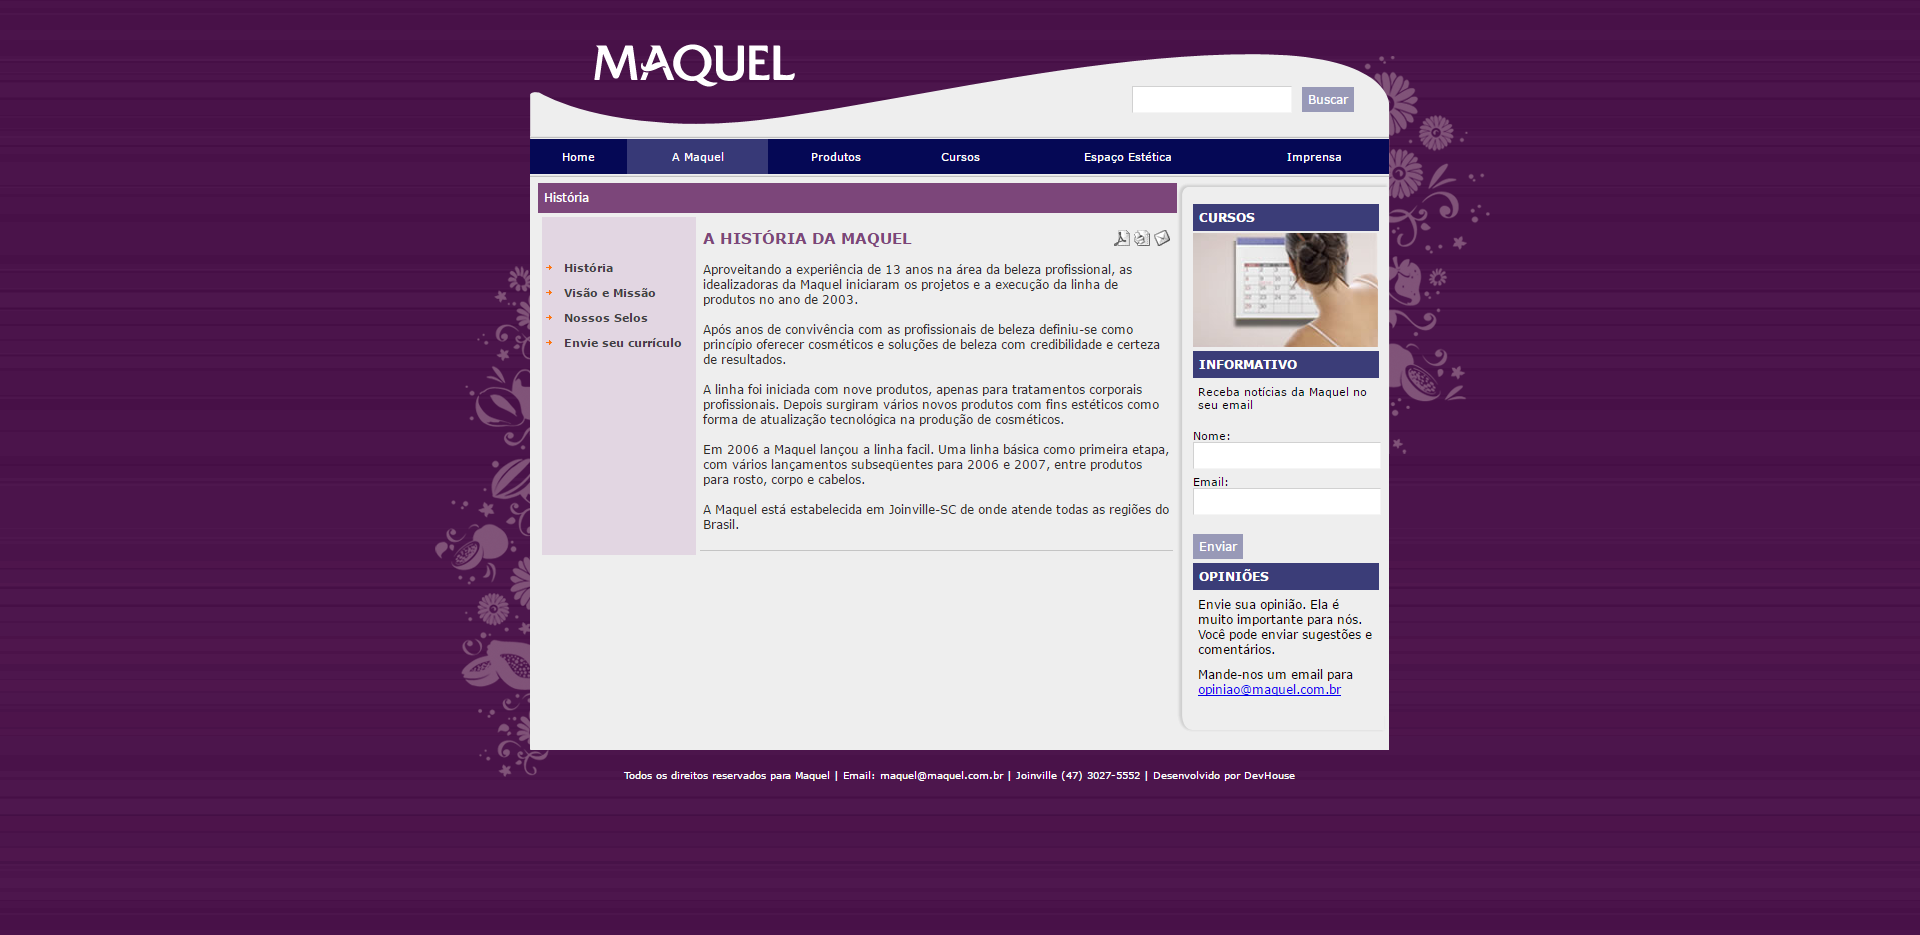 MAQUEL
Buscar
Home
A Maquel
Produtos
Cursos
Espaço Estética
Imprensa
História
História
Visão e Missão
Nossos Selos
Envie seu currículo
A HISTÓRIA DA MAQUEL
Aproveitando a experiência de 13 anos na área da beleza profissional, as
idealizadoras da Maquel iniciaram os projetos e a execução da linha de
produtos no ano de 2003.
Após anos de convivência com as profissionais de beleza definiu-se como
princípio oferecer cosméticos e soluções de beleza com credibilidade e certeza
de resultados.
A linha foi iniciada com nove produtos, apenas para tratamentos corporais
profissionais. Depois surgiram vários novos produtos com fins estéticos como
forma de atualização tecnológica na produção de cosméticos.
Em 2006 a Maquel lançou a linha facil. Uma linha básica como primeira etapa,
com vários lançamentos subseqüentes para 2006 e 2007, entre produtos
para rosto, corpo e cabelos.
A Maquel está estabelecida em Joinville-SC de onde atende todas as regiões do
Brasil.
CURSOS
INFORMATIVO
Receba notícias da Maquel no
seu email
Nome:
Email:
Enviar
OPINIÕES
Envie sua opinião. Ela é
muito importante para nós.
Você pode enviar sugestões e
comentários.
Mande-nos um email para
opiniao@maquel.com.br
Todos os direitos reservados para Maquel | Email: maquel@maquel.com.br | Joinville (47) 3027-5552 | Desenvolvido por DevHouse